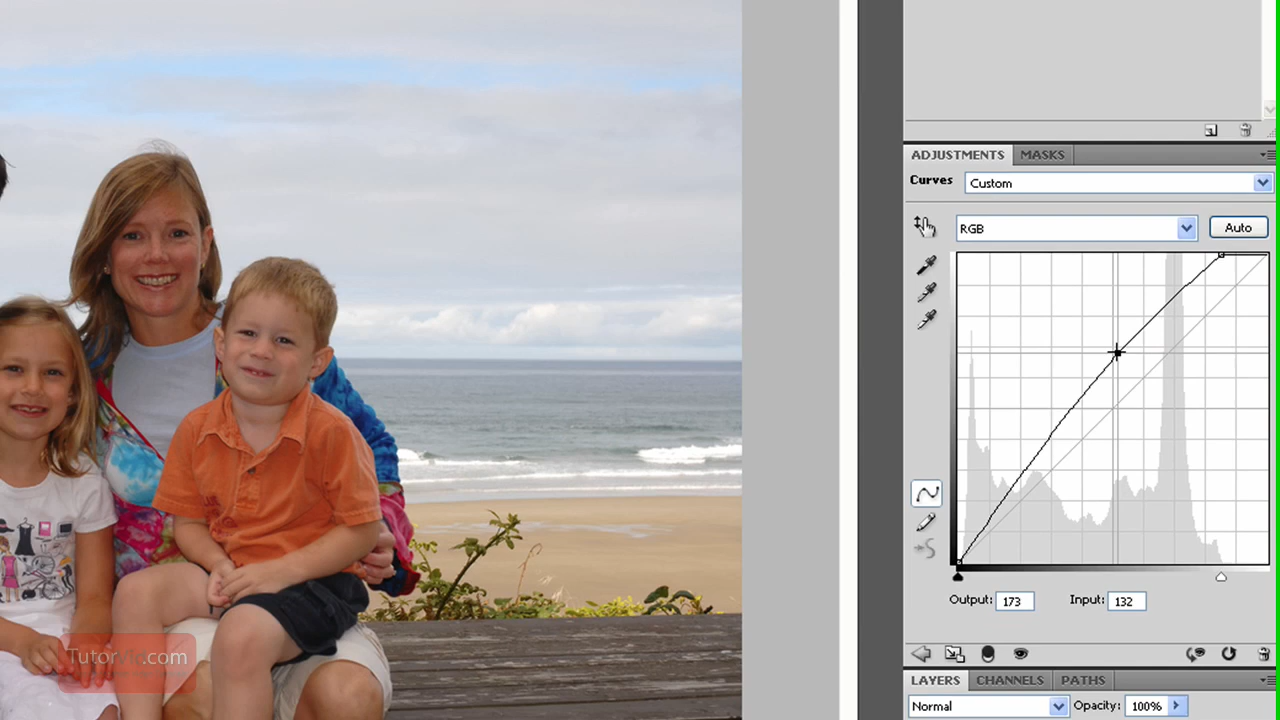 ADJUSTMENTS MASKS
Curves Custom
RGB Auto
Output: 173 Input: 132
LAYERS CHANNELS PATHS
Normal Opacity: 100%
TutorVid.com